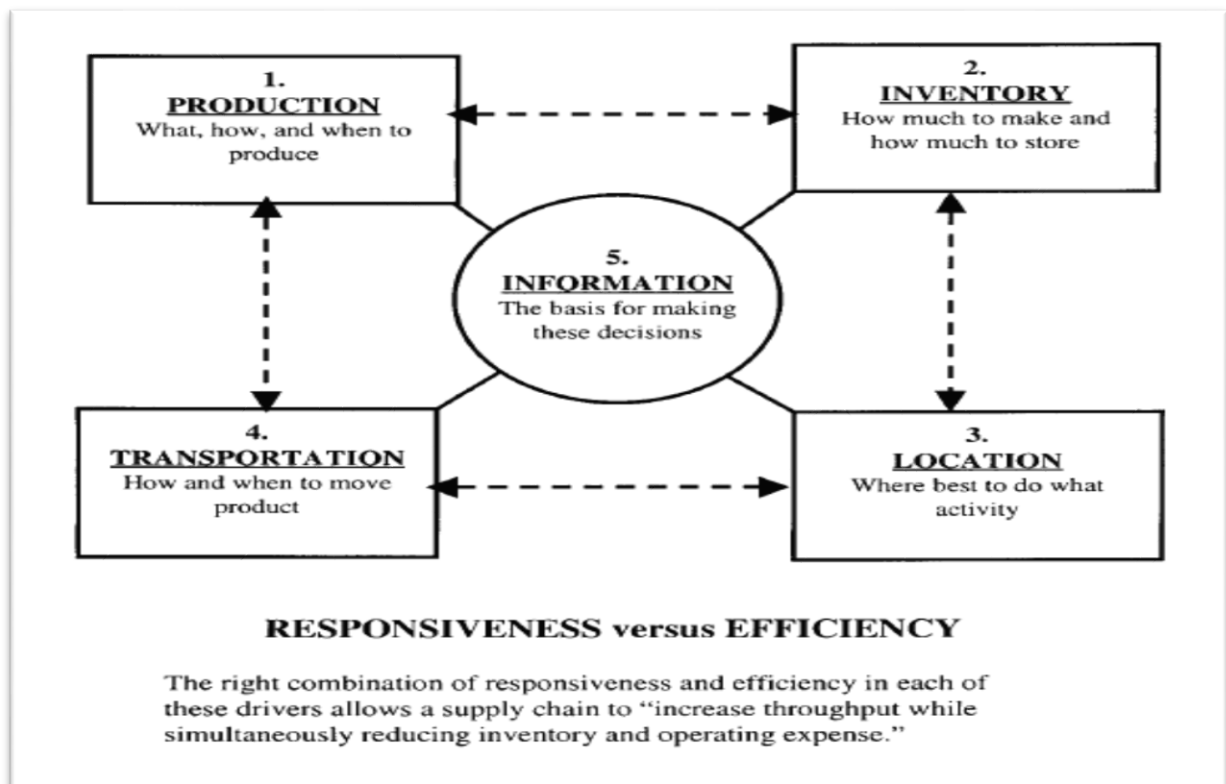 1.
PRODUCTION
What, how, and when to
produce
2.
INVENTORY
How much to make and
how much to store
5.
INFORMATION
The basis for making
these decisions
4.
TRANSPORTATION
How and when to move
product
3.
LOCATION
Where best to do what
activity
RESPONSIVENESS versus EFFICIENCY
The right combination of responsiveness and efficiency in each of
these drivers allows a supply chain to “increase throughput while
simultaneously reducing inventory and operating expense.”